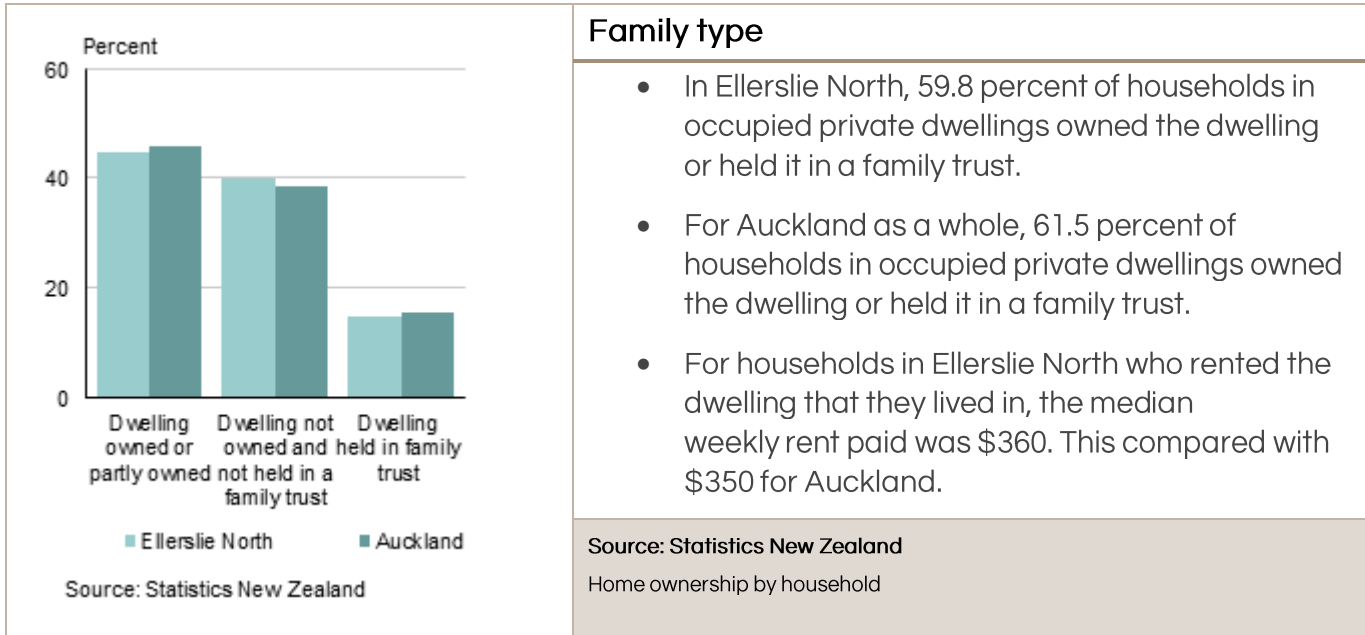 Percent
60
40
20
0
Dwelling owned or partly owned
Dwelling not owned and not held in a family trust
Dwelling held in family trust
Ellerslie North
Auckland
Source: Statistics New Zealand
Family type
• In Ellerslie North, 59.8 percent of households in
occupied private dwellings owned the dwelling
or held it in a family trust.
• For Auckland as a whole, 61.5 percent of
households in occupied private dwellings owned
the dwelling or held it in a family trust.
• For households in Ellerslie North who rented the
dwelling that they lived in, the median
weekly rent paid was $360. This compared with
$350 for Auckland.
Source: Statistics New Zealand
Home ownership by household